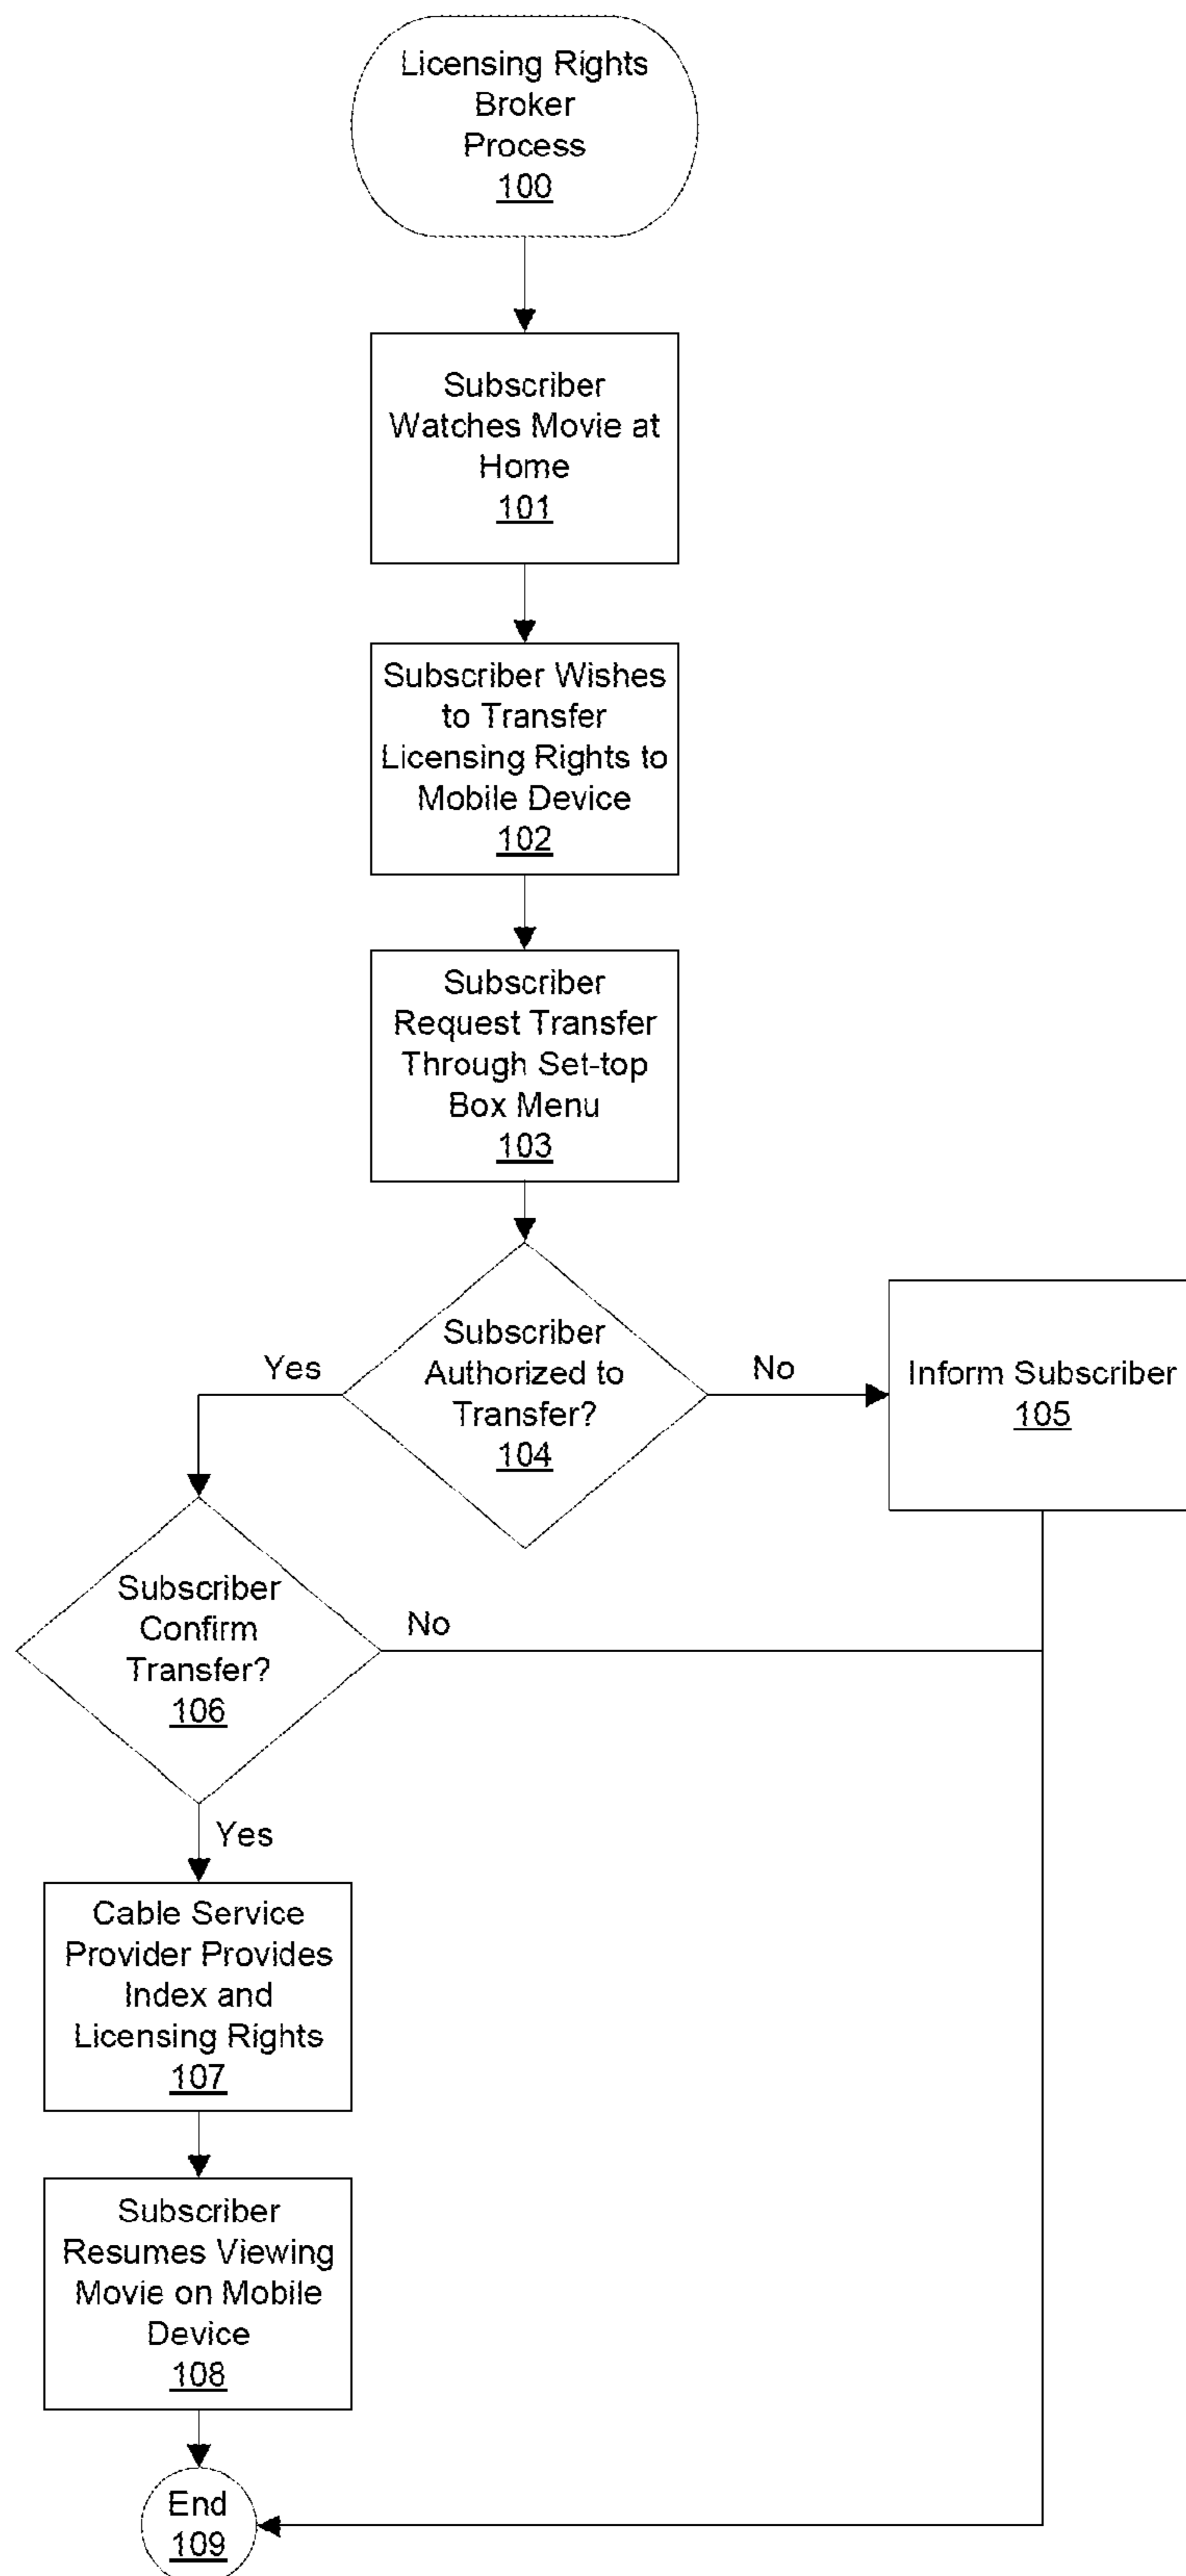 Licensing Rights
Broker
Process
100
Subscriber
Watches Movie at
Home
101
Subscriber Wishes
to Transfer
Licensing Rights to
Mobile Device
102
Subscriber
Request Transfer
Through Set-top
Box Menu
103
Subscriber
Authorized to
Transfer?
104
Yes
No
Inform Subscriber
105
Subscriber
Confirm
Transfer?
106
No
Yes
Cable Service
Provider Provides
Index and
Licensing Rights
107
Subscriber
Resumes Viewing
Movie on Mobile
Device
108
End
109